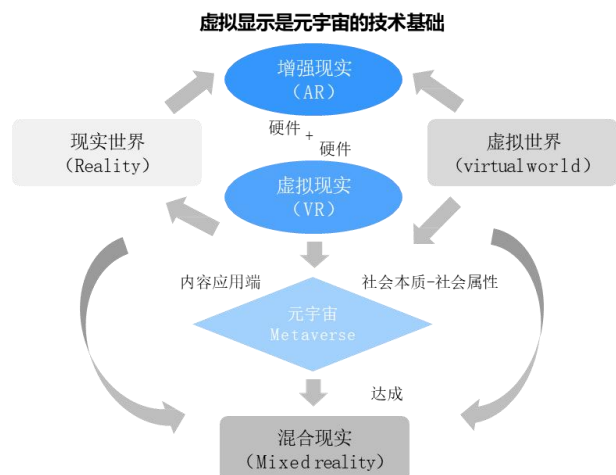 虚拟显示是元宇宙的技术基础
增强现实
（AR）
硬件
+
硬件
现实世界
（Reality）
虚拟世界
（virtualworld）
虚拟现实
（VR）
内容应用端
社会本质-社会属性
元宇宙
Metaverse
达成
混合现实
（Mixed reality）